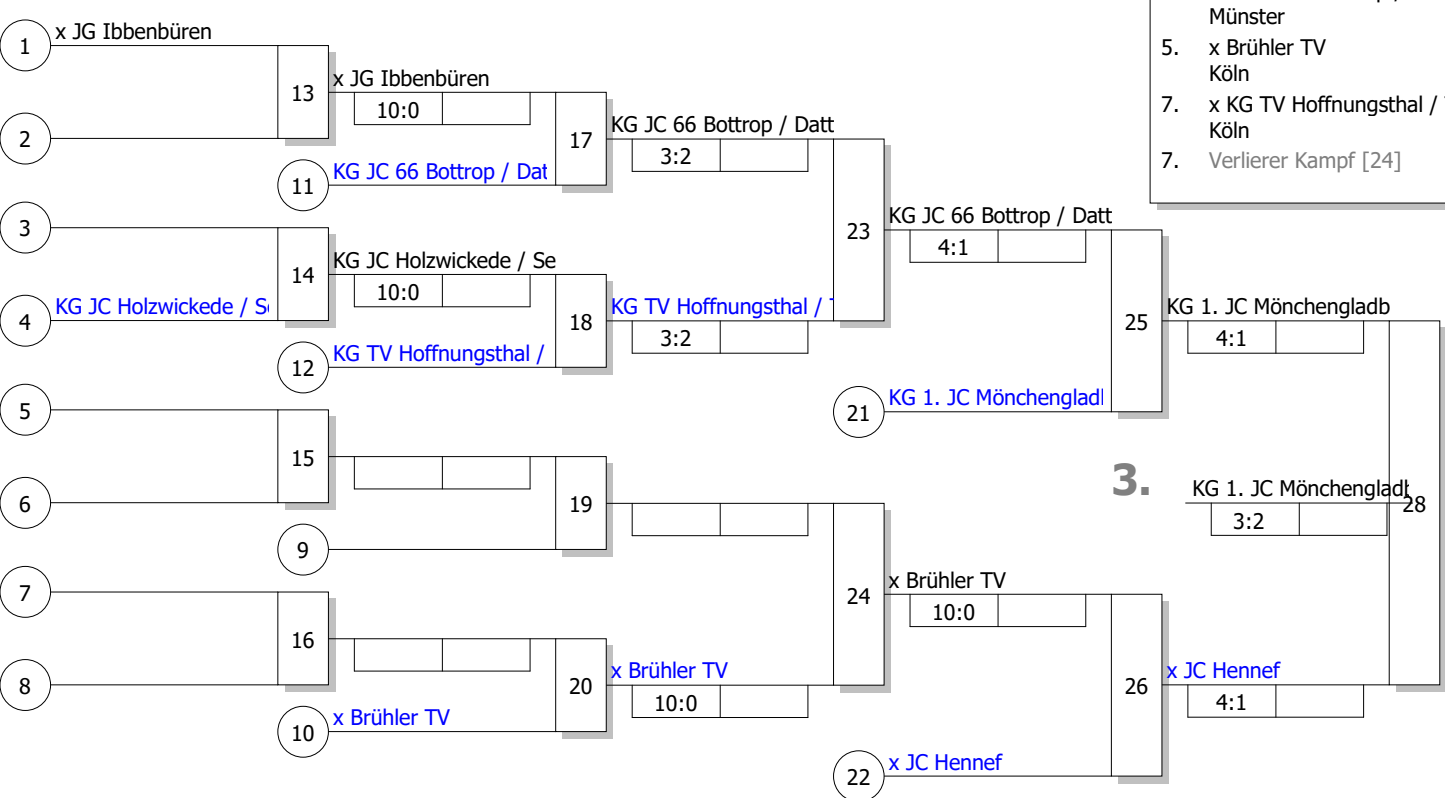 Münster
5. x Brühler TV
Köln
7. x KG TV Hoffnungsthal /
Köln
7. Verlierer Kampf [24]
1 x JG Ibbenbüren
13 x JG Ibbenbüren
10:0
2
17 KG JC 66 Bottrop / Datt
3:2
11 KG JC 66 Bottrop / Dat
3
23 KG JC 66 Bottrop / Datt
4:1
14 KG JC Holzwickede / Se
10:0
4 KG JC Holzwickede / S
18 KG TV Hoffnungsthal /
3:2
12 KG TV Hoffnungsthal /
25 KG 1. JC Mönchengladb
4:1
5
21 KG 1. JC Mönchengladl
15
6
19
3. KG 1. JC Mönchengladb
28
3:2
9
7
24 x Brühler TV
10:0
16
8
20 x Brühler TV
10:0
10 x Brühler TV
26 x JC Hennef
4:1
22 x JC Hennef